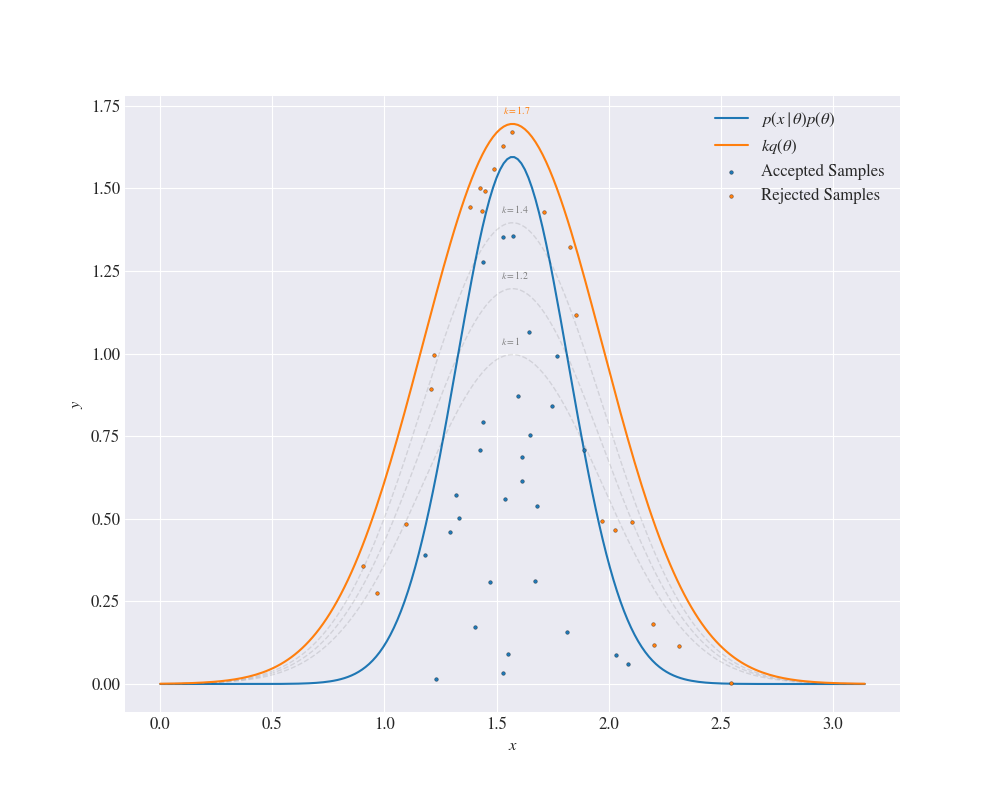 k=1.7
k=1.4
k=1.2
k=1
p(x|θ)p(θ)
kq(θ)
Accepted Samples
Rejected Samples
1.75
1.50
1.25
1.00
0.75
0.50
0.25
0.00
y
0.0 0.5 1.0 1.5 2.0 2.5 3.0
x